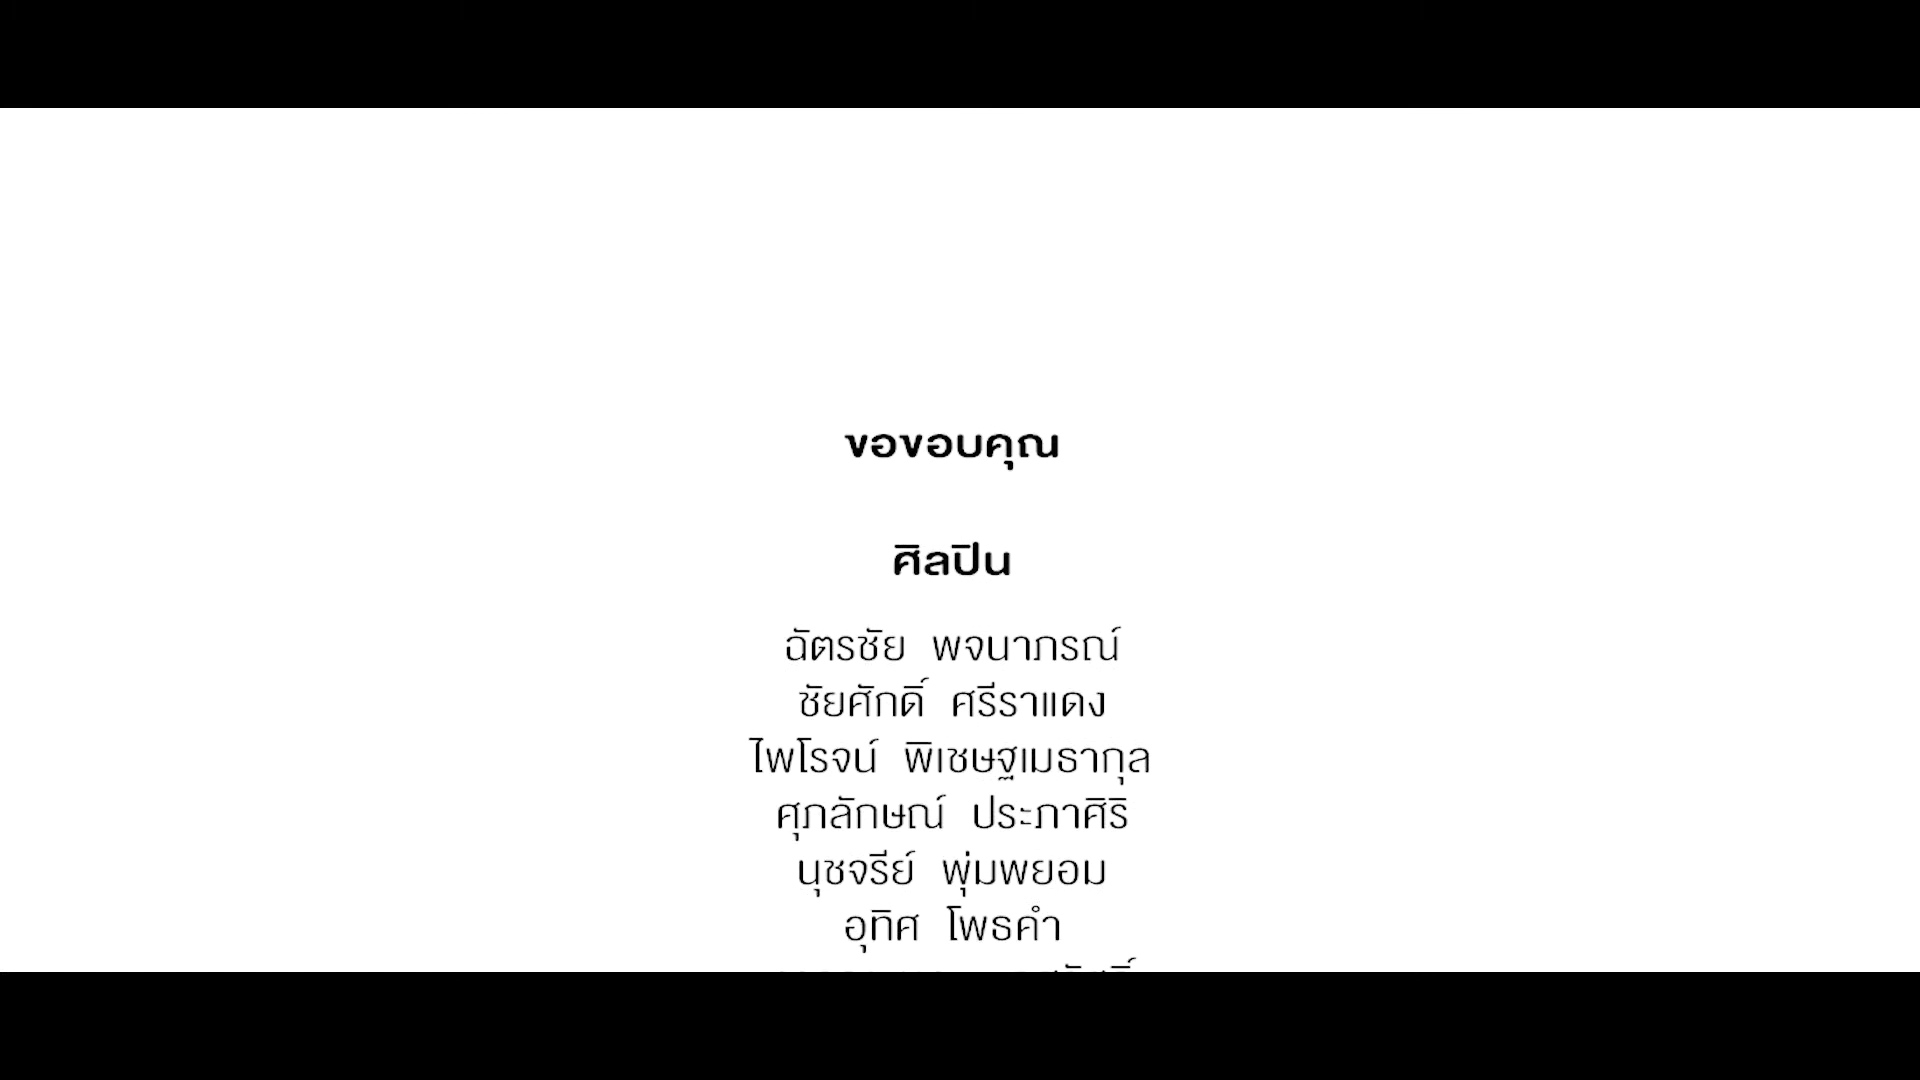 ขอขอบคุณ
ศิลปิน
ฉัตรชัย พจนาภรณ์
ชัยศักดิ์ ศรีราแดง
ไพโรจน์ พิเชษฐเมธากุล
ศุภลักษณ์ ประภาศิริ
นุชจรีย์ พุ่มพยอม
อุทิศ โพธคำ